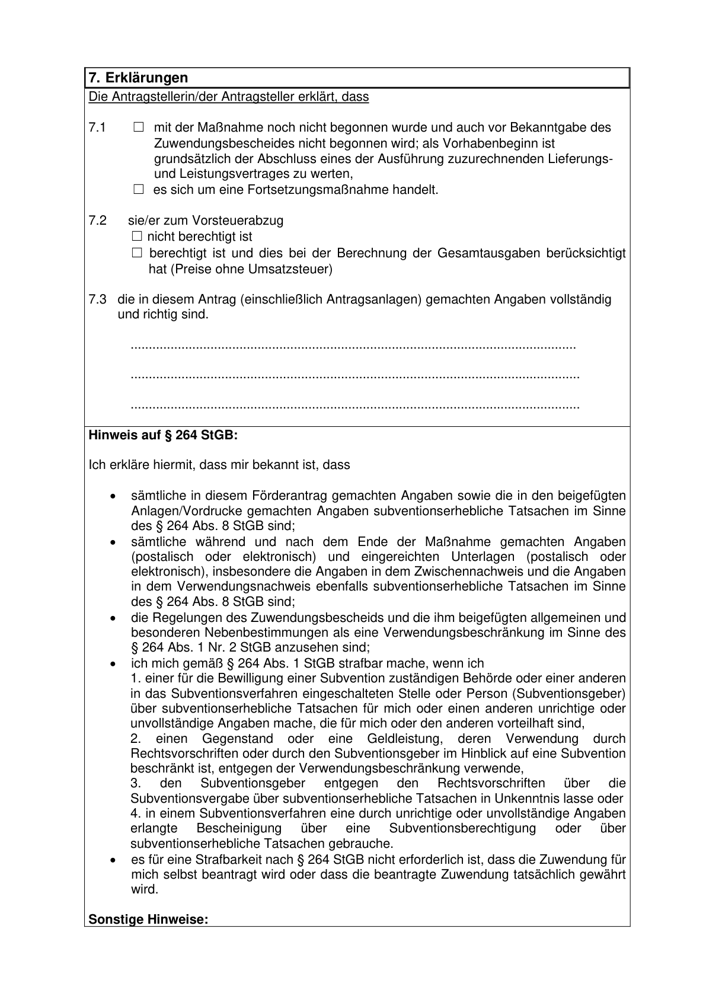 7. Erklärungen
Die Antragstellerin/der Antragsteller erklärt, dass
7.1 ☐ mit der Maßnahme noch nicht begonnen wurde und auch vor Bekanntgabe des
Zuwendungsbescheides nicht begonnen wird; als Vorhabenbeginn ist
grundsätzlich der Abschluss eines der Ausführung zuzurechnenden Lieferungs-
und Leistungsvertrages zu werten,
☐ es sich um eine Fortsetzungsmaßnahme handelt.
7.2 sie/er zum Vorsteuerabzug
☐ nicht berechtigt ist
☐ berechtigt ist und dies bei der Berechnung der Gesamtausgaben berücksichtigt
hat (Preise ohne Umsatzsteuer)
7.3 die in diesem Antrag (einschließlich Antragsanlagen) gemachten Angaben vollständig
und richtig sind.
...........................................................................................................................
............................................................................................................................
............................................................................................................................
Hinweis auf § 264 StGB:
Ich erkläre hiermit, dass mir bekannt ist, dass
• sämtliche in diesem Förderantrag gemachten Angaben sowie die in den beigefügten
Anlagen/Vordrucke gemachten Angaben subventionserhebliche Tatsachen im Sinne
des § 264 Abs. 8 StGB sind;
• sämtliche während und nach dem Ende der Maßnahme gemachten Angaben
(postalisch oder elektronisch) und eingereichten Unterlagen (postalisch oder
elektronisch), insbesondere die Angaben in dem Zwischennachweis und die Angaben
in dem Verwendungsnachweis ebenfalls subventionserhebliche Tatsachen im Sinne
des § 264 Abs. 8 StGB sind;
• die Regelungen des Zuwendungsbescheids und die ihm beigefügten allgemeinen und
besonderen Nebenbestimmungen als eine Verwendungsbeschränkung im Sinne des
§ 264 Abs. 1 Nr. 2 StGB anzusehen sind;
• ich mich gemäß § 264 Abs. 1 StGB strafbar mache, wenn ich
1. einer für die Bewilligung einer Subvention zuständigen Behörde oder einer anderen
in das Subventionsverfahren eingeschalteten Stelle oder Person (Subventionsgeber)
über subventionserhebliche Tatsachen für mich oder einen anderen unrichtige oder
unvollständige Angaben mache, die für mich oder den anderen vorteilhaft sind,
2. einen Gegenstand oder eine Geldleistung, deren Verwendung durch
Rechtsvorschriften oder durch den Subventionsgeber im Hinblick auf eine Subvention
beschränkt ist, entgegen der Verwendungsbeschränkung verwende,
3. den Subventionsgeber entgegen den Rechtsvorschriften über die
Subventionsvergabe über subventionserhebliche Tatsachen in Unkenntnis lasse oder
4. in einem Subventionsverfahren eine durch unrichtige oder unvollständige Angaben
erlangte Bescheinigung über eine Subventionsberechtigung oder über
subventionserhebliche Tatsachen gebrauche.
• es für eine Strafbarkeit nach § 264 StGB nicht erforderlich ist, dass die Zuwendung für
mich selbst beantragt wird oder dass die beantragte Zuwendung tatsächlich gewährt
wird.
Sonstige Hinweise: